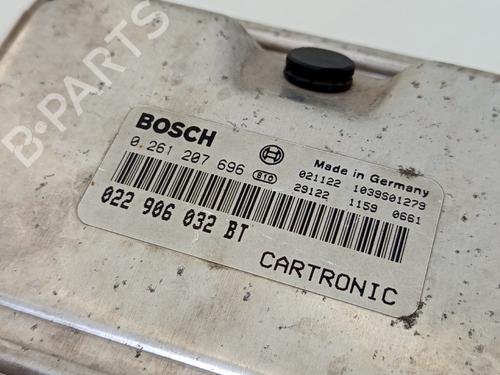 B-PARTS
BOSCH
0 261 207 696 STO
Made in Germany
021122 1039S01279
29122 1159 0661
022 906 032 BT
CARTRONIC